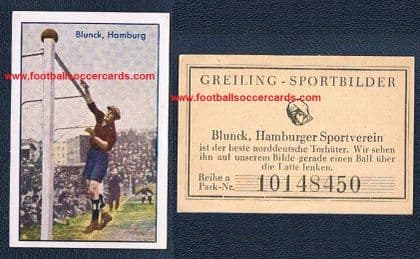 Blunck, Hamburg
www.footballsoccercards.com
GREILING - SPORTBILDER
www.footballsoccercards.com
Blunck, Hamburger Sportverein
ist der beste norddeutsche Torhüter. Wir sehen
ihn auf unserem Bilde gerade einen Ball über
die Latte lenken.
Reihe a
Pack-Nr. 10148450